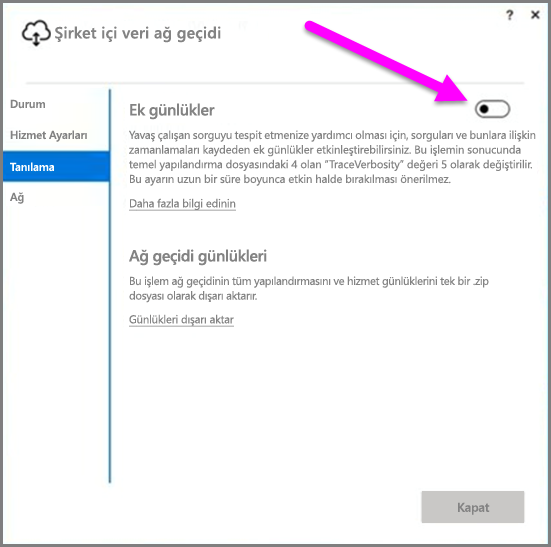 ? ×
Şirket içi veri ağ geçidi
Durum
Hizmet Ayarları
Tanılama
Ağ
Ek günlükler
Yavaş çalışan sorguyu tespit etmenize yardımcı olması için, sorguları ve bunlara ilişkin
zamanlamaları kaydeden ek günlükler etkinleştirebilirsiniz. Bu işlemin sonucunda
temel yapılandırma dosyasındaki 4 olan "TraceVerbosity" değeri 5 olarak değiştirilir.
Bu ayarın uzun bir süre boyunca etkin halde bırakılması önerilmez.
Daha fazla bilgi edinin
Ağ geçidi günlükleri
Bu işlem ağ geçidinin tüm yapılandırmasını ve hizmet günlüklerini tek bir .zip
dosyası olarak dışarı aktarır.
Günlükleri dışarı aktar
Kapat